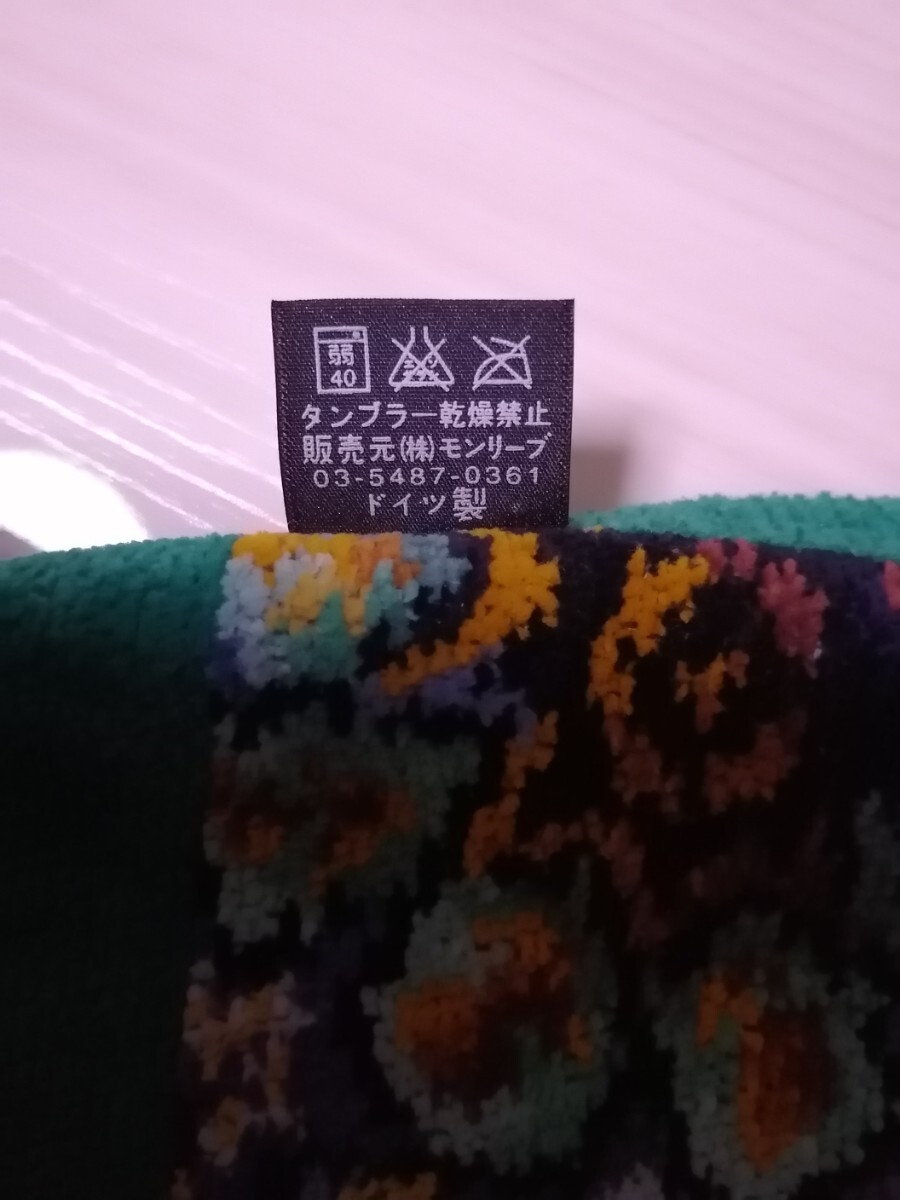 弱
40
タンブラー乾燥禁止
販売元(株)モンリーブ
03-5487-0361
ドイツ製